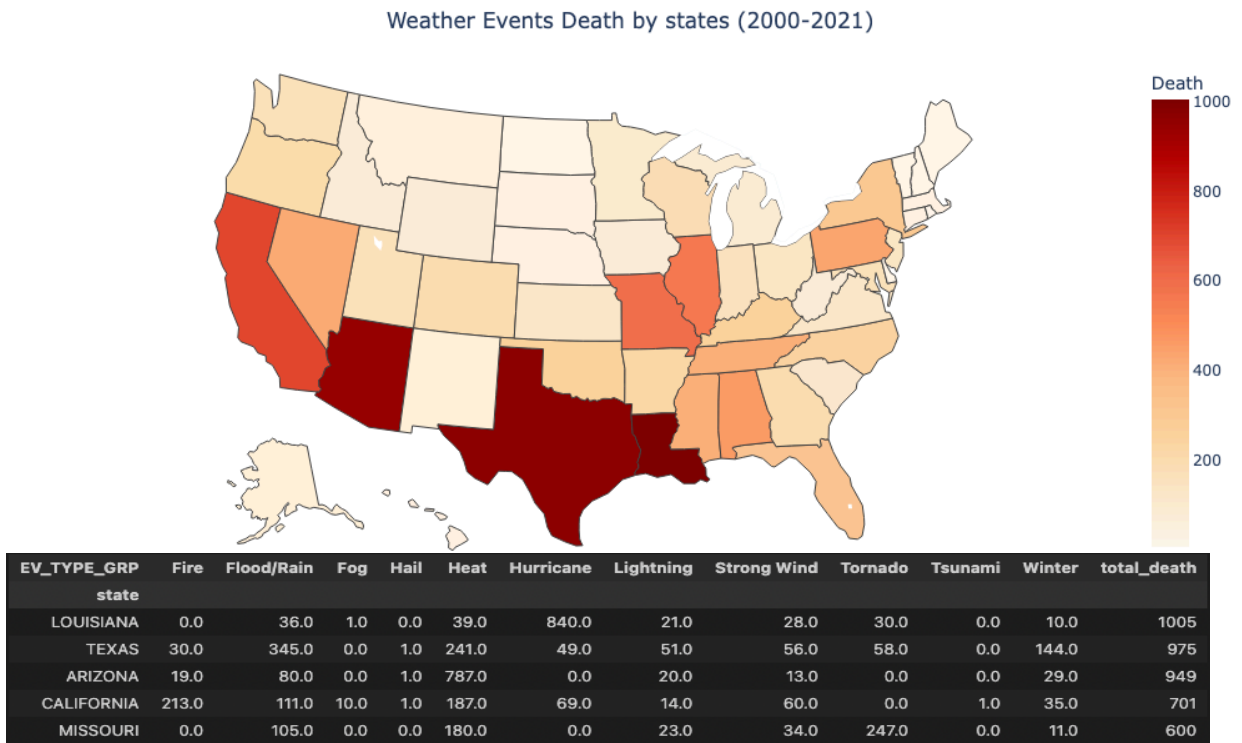 Weather Events Death by states (2000-2021)
Death
1000
800
600
400
200
EV_TYPE_GRP Fire Flood/Rain Fog Hail Heat Hurricane Lightning Strong Wind Tornado Tsunami Winter total_death
state
LOUISIANA 0.0 36.0 1.0 0.0 39.0 840.0 21.0 28.0 30.0 0.0 10.0 1005
TEXAS 30.0 345.0 0.0 1.0 241.0 49.0 51.0 56.0 58.0 0.0 144.0 975
ARIZONA 19.0 80.0 0.0 1.0 787.0 0.0 20.0 13.0 0.0 0.0 29.0 949
CALIFORNIA 213.0 111.0 10.0 1.0 187.0 69.0 14.0 60.0 0.0 1.0 35.0 701
MISSOURI 0.0 105.0 0.0 0.0 180.0 0.0 23.0 34.0 247.0 0.0 11.0 600